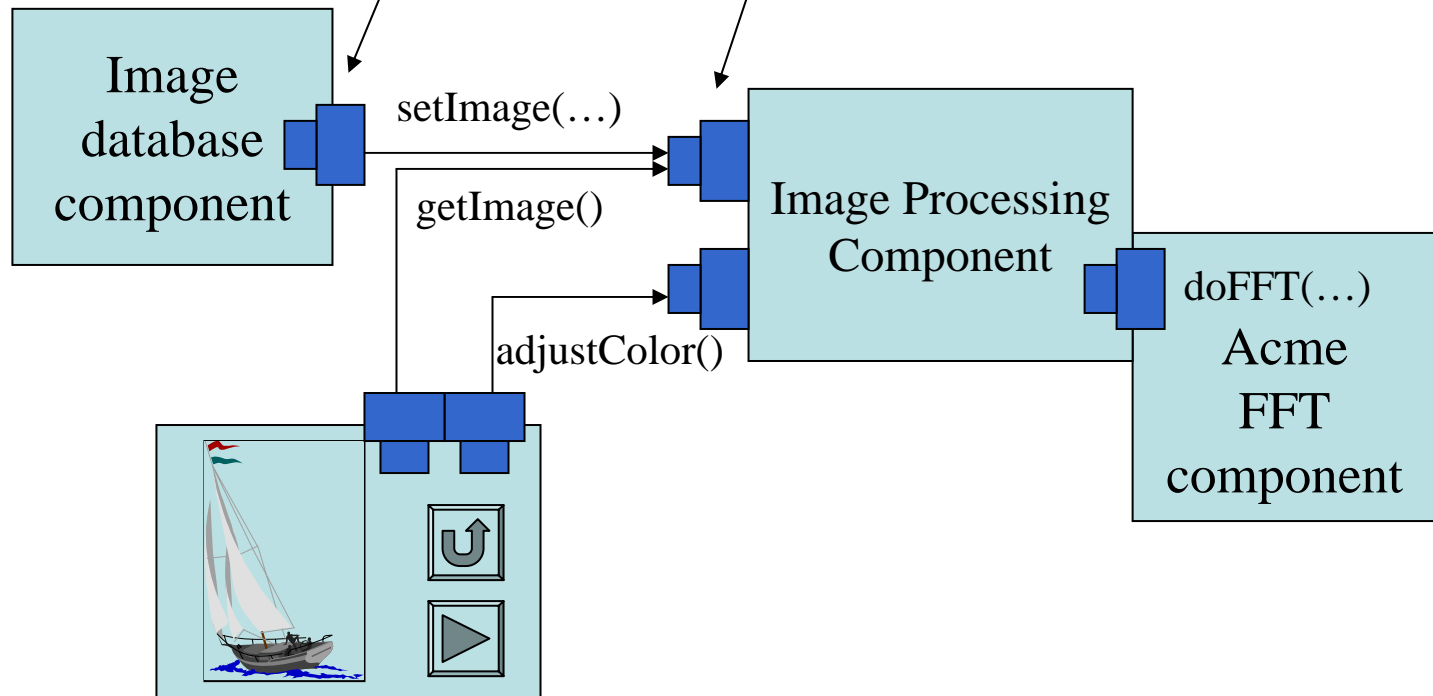 Image
database
component
setImage(…)
getImage()
adjustColor()
Image Processing
Component
doFFT(…)
Acme
FFT
component